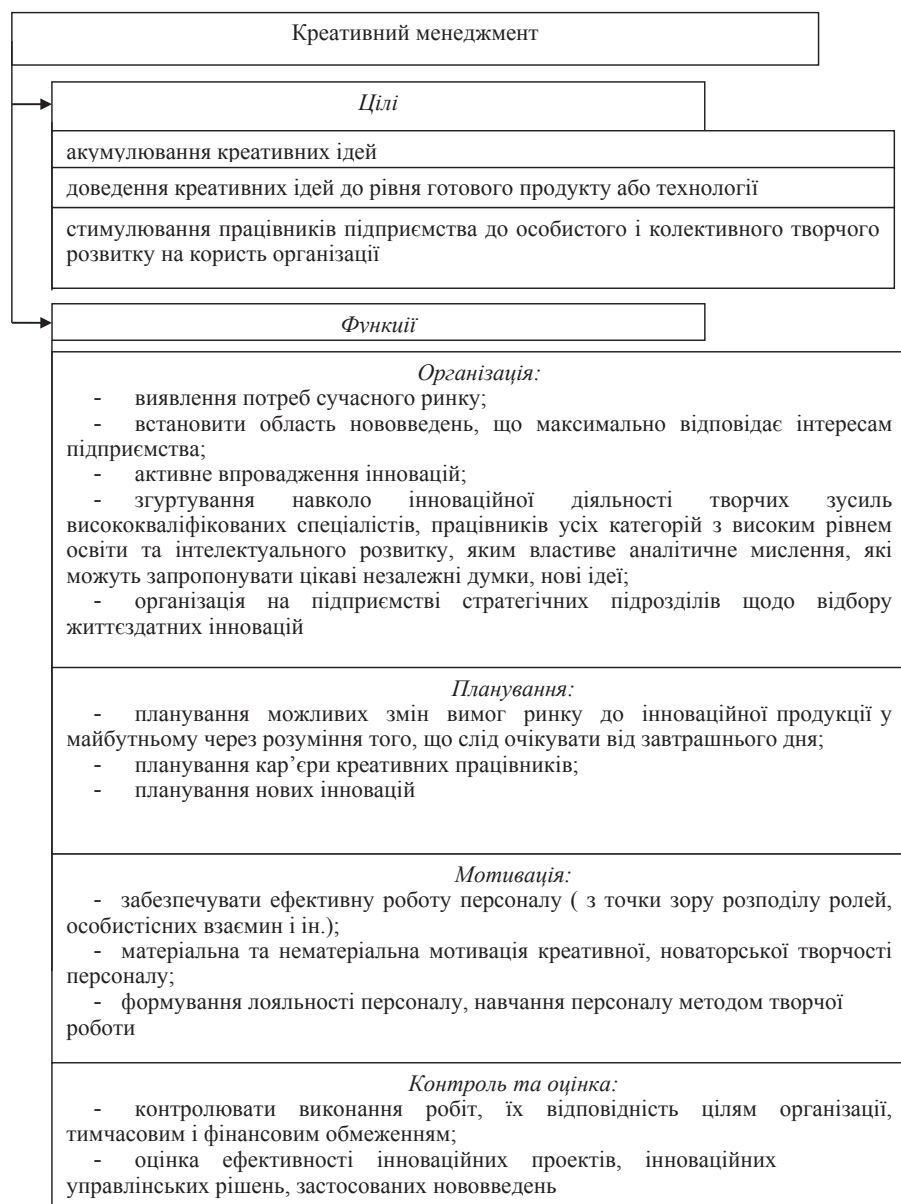 Креативний менеджмент
Цілі
акумулювання креативних ідей
доведення креативних ідей до рівня готового продукту або технології
стимулювання працівників підприємства до особистого і колективного творчого
розвитку на користь організації
Функції
Організація:
- виявлення потреб сучасного ринку;
- встановити область нововведень, що максимально відповідає інтересам
підприємства;
- активне впровадження інновацій;
- згуртування навколо інноваційної діяльності творчих зусиль
висококваліфікованих спеціалістів, працівників усіх категорій з високим рівнем
освіти та інтелектуального розвитку, яким властиве аналітичне мислення, які
можуть запропонувати цікаві незалежні думки, нові ідеї;
- організація на підприємстві стратегічних підрозділів щодо відбору
життєздатних інновацій
Планування:
- планування можливих змін вимог ринку до інноваційної продукції у
майбутньому через розуміння того, що слід очікувати від завтрашнього дня;
- планування кар’єри креативних працівників;
- планування нових інновацій
Мотивація:
- забезпечувати ефективну роботу персоналу ( з точки зору розподілу ролей,
особистісних взаємин і ін.);
- матеріальна та нематеріальна мотивація креативної, новаторської творчості
персоналу;
- формування лояльності персоналу, навчання персоналу методом творчої
роботи
Контроль та оцінка:
- контролювати виконання робіт, їх відповідність цілям організації,
тимчасовим і фінансовим обмеженням;
- оцінка ефективності інноваційних проектів, інноваційних
управлінських рішень, застосованих нововведень